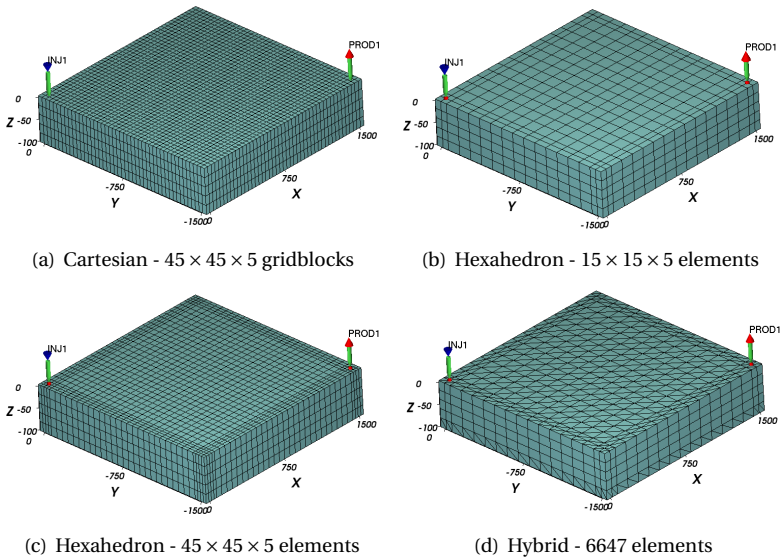 INJ1
PROD1
0
Z -50
-100
0
-750
Y
-1500
0
750
X
1500
(a) Cartesian - 45 × 45 × 5 gridblocks
INJ1
PROD1
0
Z -50
-100
0
-750
Y
-1500
0
750
X
1500
(b) Hexahedron - 15 × 15 × 5 elements
INJ1
PROD1
0
Z -50
-100
0
-750
Y
-1500
0
750
X
1500
(c) Hexahedron - 45 × 45 × 5 elements
INJ1
PROD1
0
Z -50
-100
0
-750
Y
-1500
0
750
X
1500
(d) Hybrid - 6647 elements